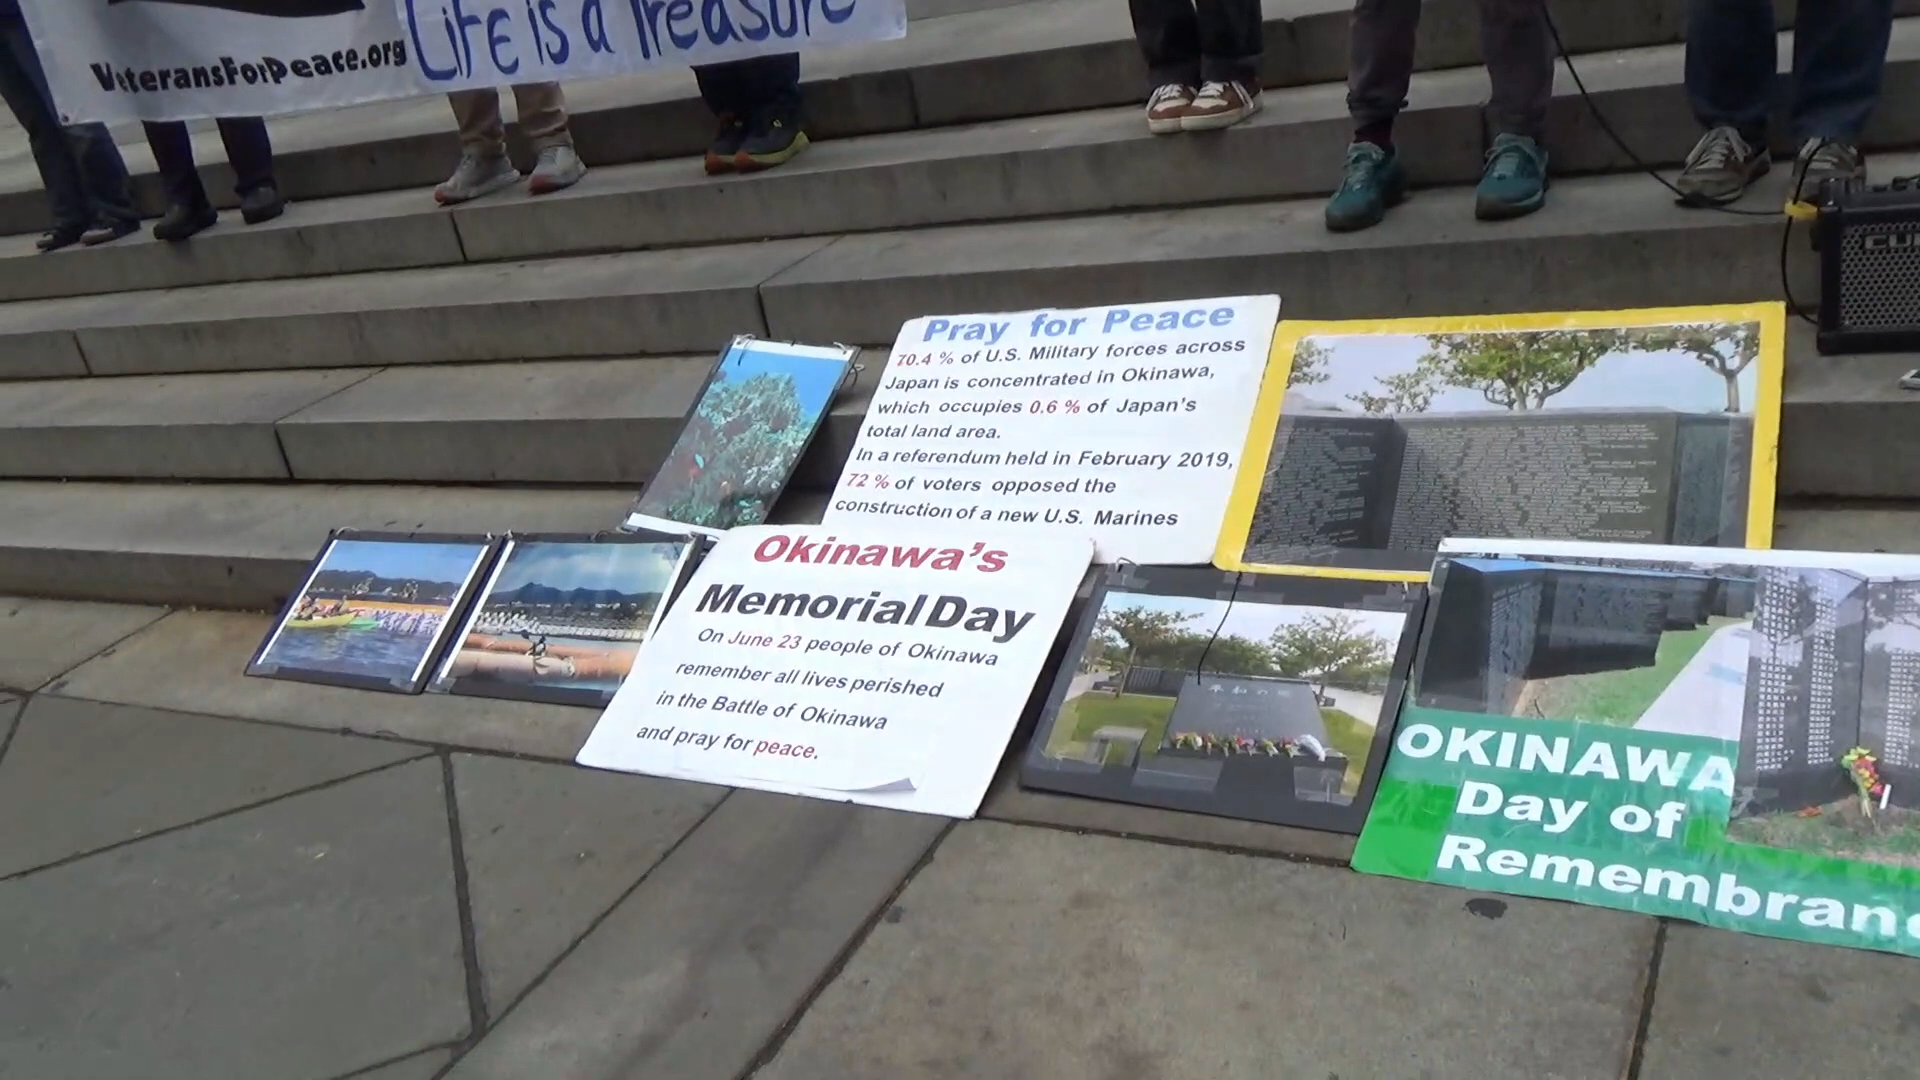 VeteransForPeace.org
Life is a Treasure
Pray for Peace
70.4 % of U.S. Military forces across
Japan is concentrated in Okinawa,
which occupies 0.6 % of Japan's
total land area.
In a referendum held in February 2019,
72 % of voters opposed the
construction of a new U.S. Marines
Okinawa's
Memorial Day
On June 23 people of Okinawa
remember all lives perished
in the Battle of Okinawa
and pray for peace.
OKINAWA
Day of
Remembranc